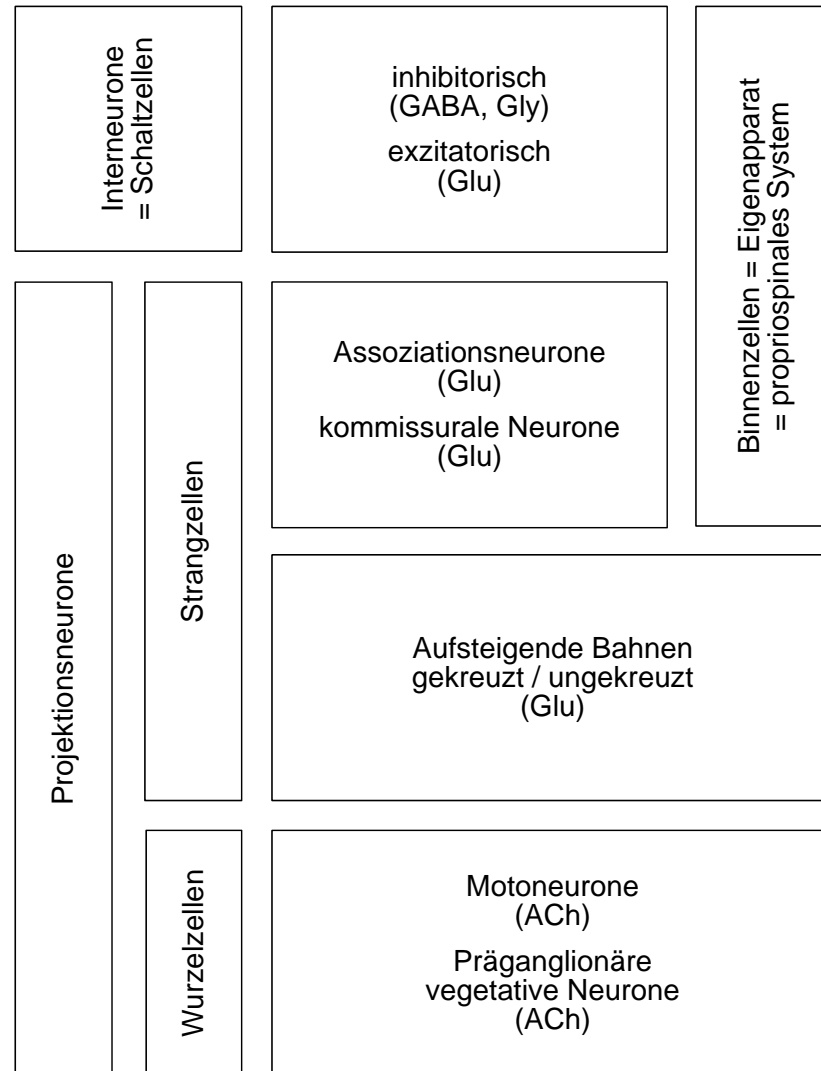 Interneurone
= Schaltzellen
inhibitorisch
(GABA, Gly)
exzitatorisch
(Glu)
Binnenzellen = Eigenapparat
= propriospinales System
Projektionsneurone
Strangzellen
Assoziationsneurone
(Glu)
kommissurale Neurone
(Glu)
Aufsteigende Bahnen
gekreuzt / ungekreuzt
(Glu)
Wurzelzellen
Motoneurone
(ACh)
Präganglionäre
vegetative Neurone
(ACh)